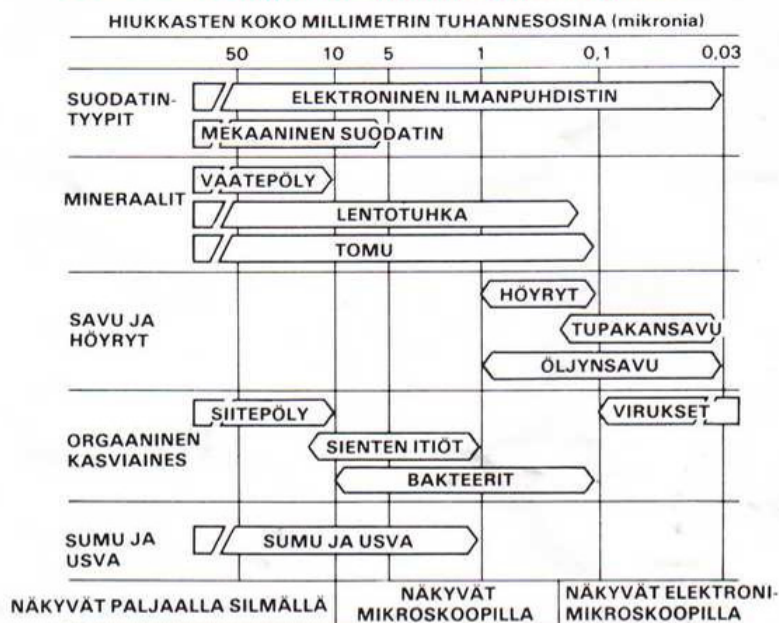 HIUKKASTEN KOKO MILLIMETRIN TUHANNESOSINA (mikronia)
50 10 5 1 0,1 0,03
SUODATIN-
TYYPIT
ELEKTRONINEN ILMANPUHDISTIN
MEKAANINEN SUODATIN
MINERAALIT
VAATEPÖLY
LENTOTUHKA
TOMU
SAVU JA
HÖYRYT
HÖYRYT
TUPAKANSAVU
ÖLJYNSAVU
ORGAANINEN
KASVIAINES
SIITEPÖLY
VIRUKSET
SIENTEN ITIÖT
BAKTEERIT
SUMU JA
USVA
SUMU JA USVA
NÄKYVÄT PALJAALLA SILMÄLLÄ
NÄKYVÄT
MIKROSKOOPILLA
NÄKYVÄT ELEKTRONI-
MIKROSKOOPILLA